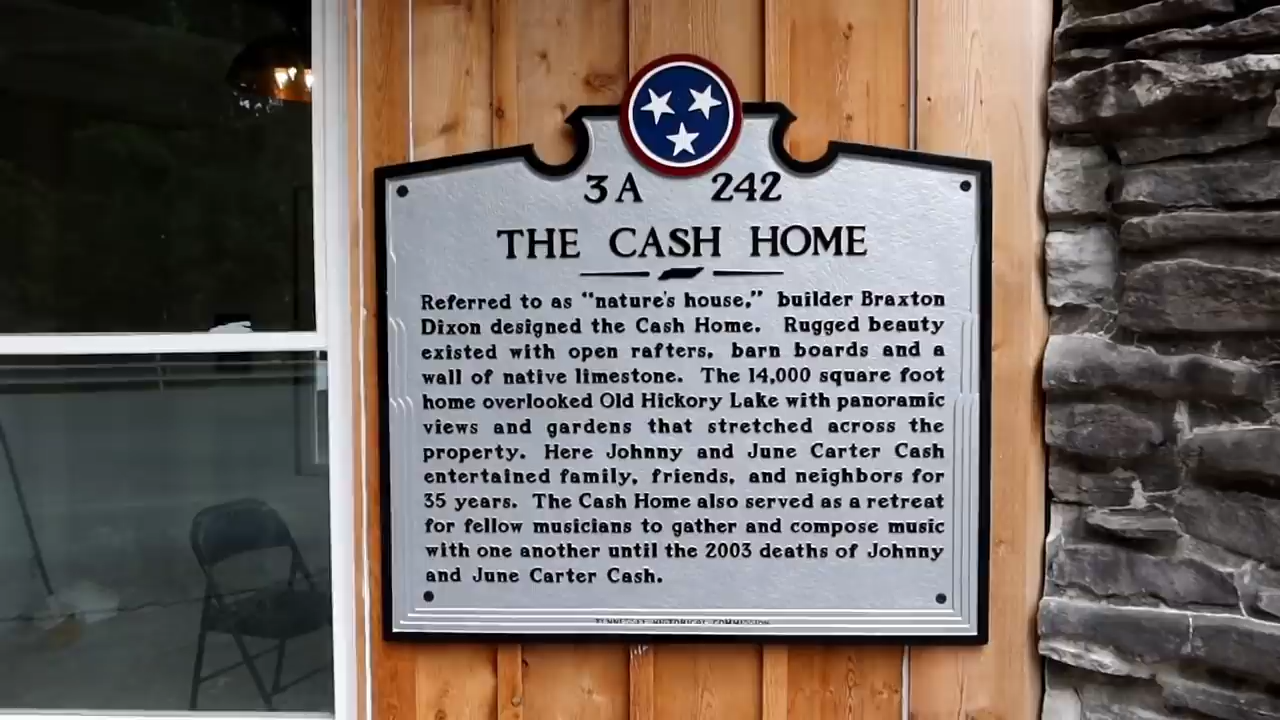 3A 242
THE CASH HOME
Referred to as “nature's house,” builder Braxton
Dixon designed the Cash Home. Rugged beauty
existed with open rafters, barn boards and a
wall of native limestone. The 14,000 square foot
home overlooked Old Hickory Lake with panoramic
views and gardens that stretched across the
property. Here Johnny and June Carter Cash
entertained family, friends, and neighbors for
35 years. The Cash Home also served as a retreat
for fellow musicians to gather and compose music
with one another until the 2003 deaths of Johnny
and June Carter Cash.
TENNESSEE HISTORICAL COMMISSION